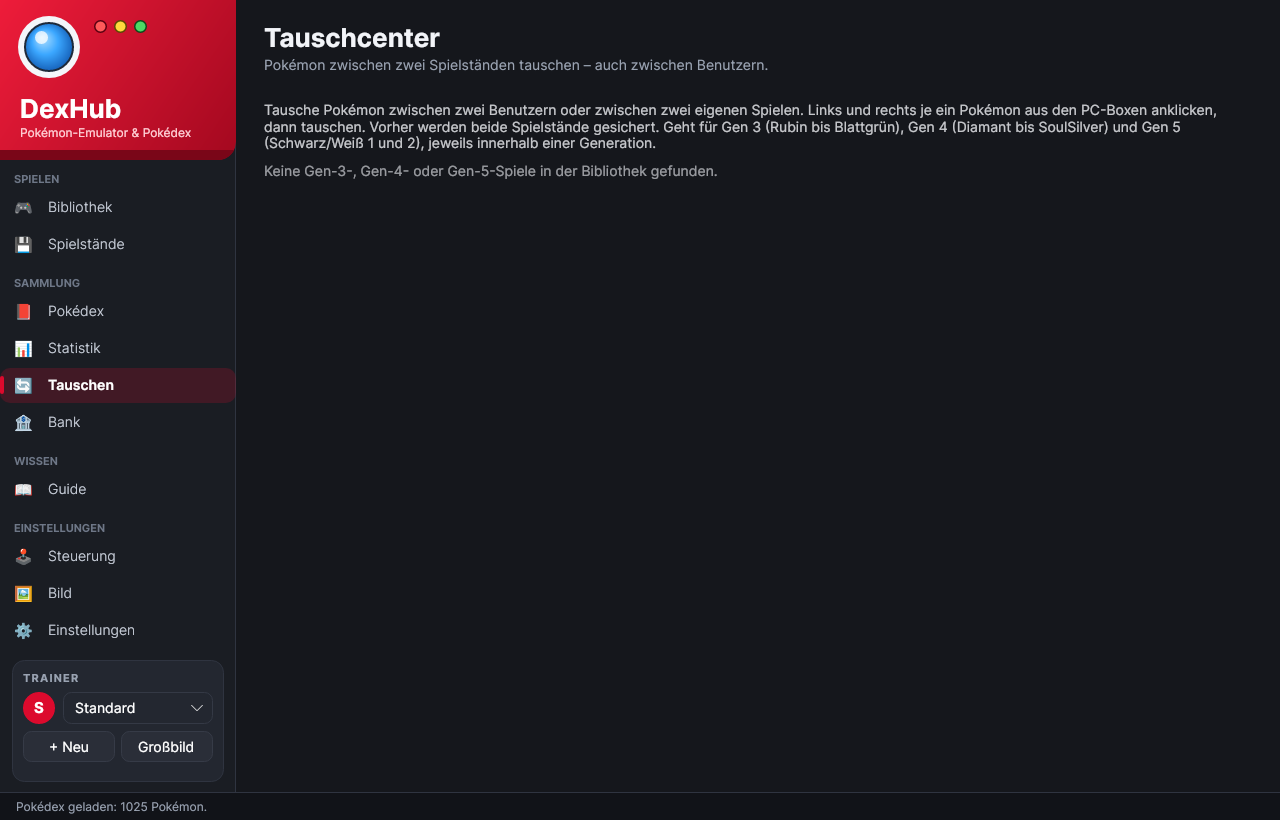 DexHub
Pokémon-Emulator & Pokédex
SPIELEN
Bibliothek
Spielstände
SAMMLUNG
Pokédex
Statistik
Tauschen
Bank
WISSEN
Guide
EINSTELLUNGEN
Steuerung
Bild
Einstellungen
TRAINER
S
Standard
+ Neu
Großbild
Tauschcenter
Pokémon zwischen zwei Spielständen tauschen – auch zwischen Benutzern.
Tausche Pokémon zwischen zwei Benutzern oder zwischen zwei eigenen Spielen. Links und rechts je ein Pokémon aus den PC-Boxen anklicken,
dann tauschen. Vorher werden beide Spielstände gesichert. Geht für Gen 3 (Rubin bis Blattgrün), Gen 4 (Diamant bis SoulSilver) und Gen 5
(Schwarz/Weiß 1 und 2), jeweils innerhalb einer Generation.
Keine Gen-3-, Gen-4- oder Gen-5-Spiele in der Bibliothek gefunden.
Pokédex geladen: 1025 Pokémon.